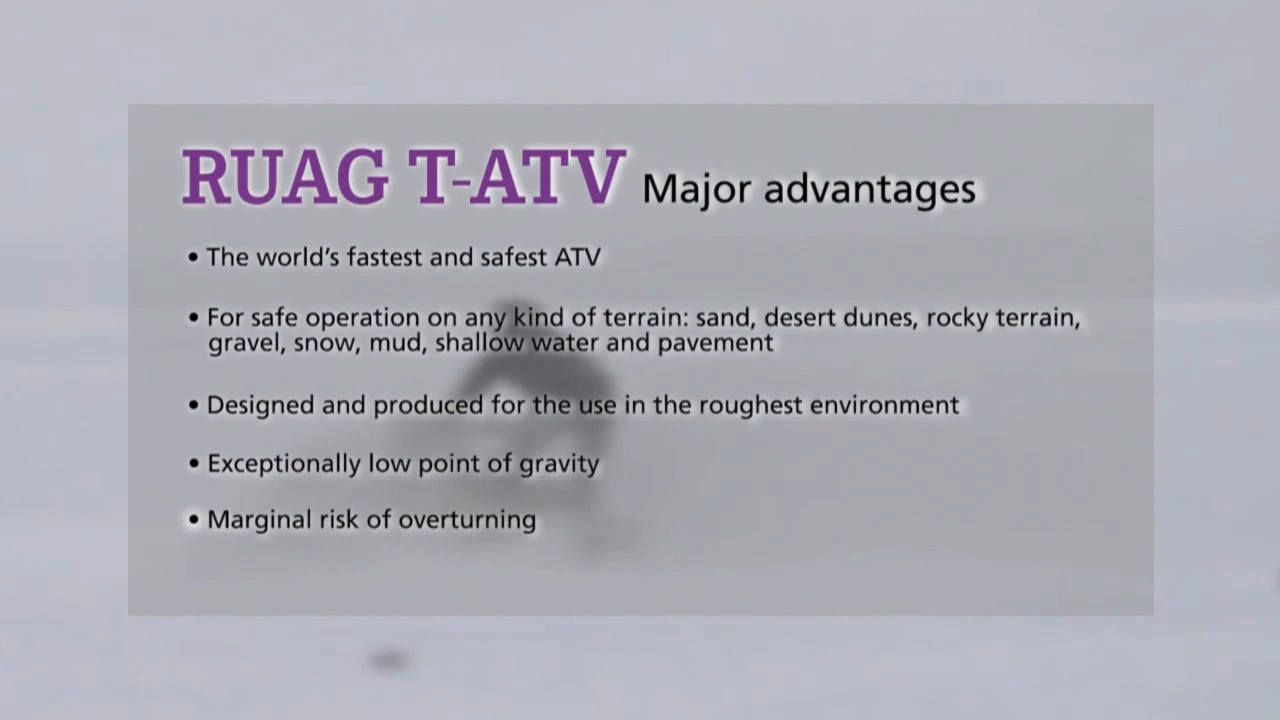 RUAG T-ATV Major advantages
• The world's fastest and safest ATV
• For safe operation on any kind of terrain: sand, desert dunes, rocky terrain,
gravel, snow, mud, shallow water and pavement
• Designed and produced for the use in the roughest environment
• Exceptionally low point of gravity
• Marginal risk of overturning